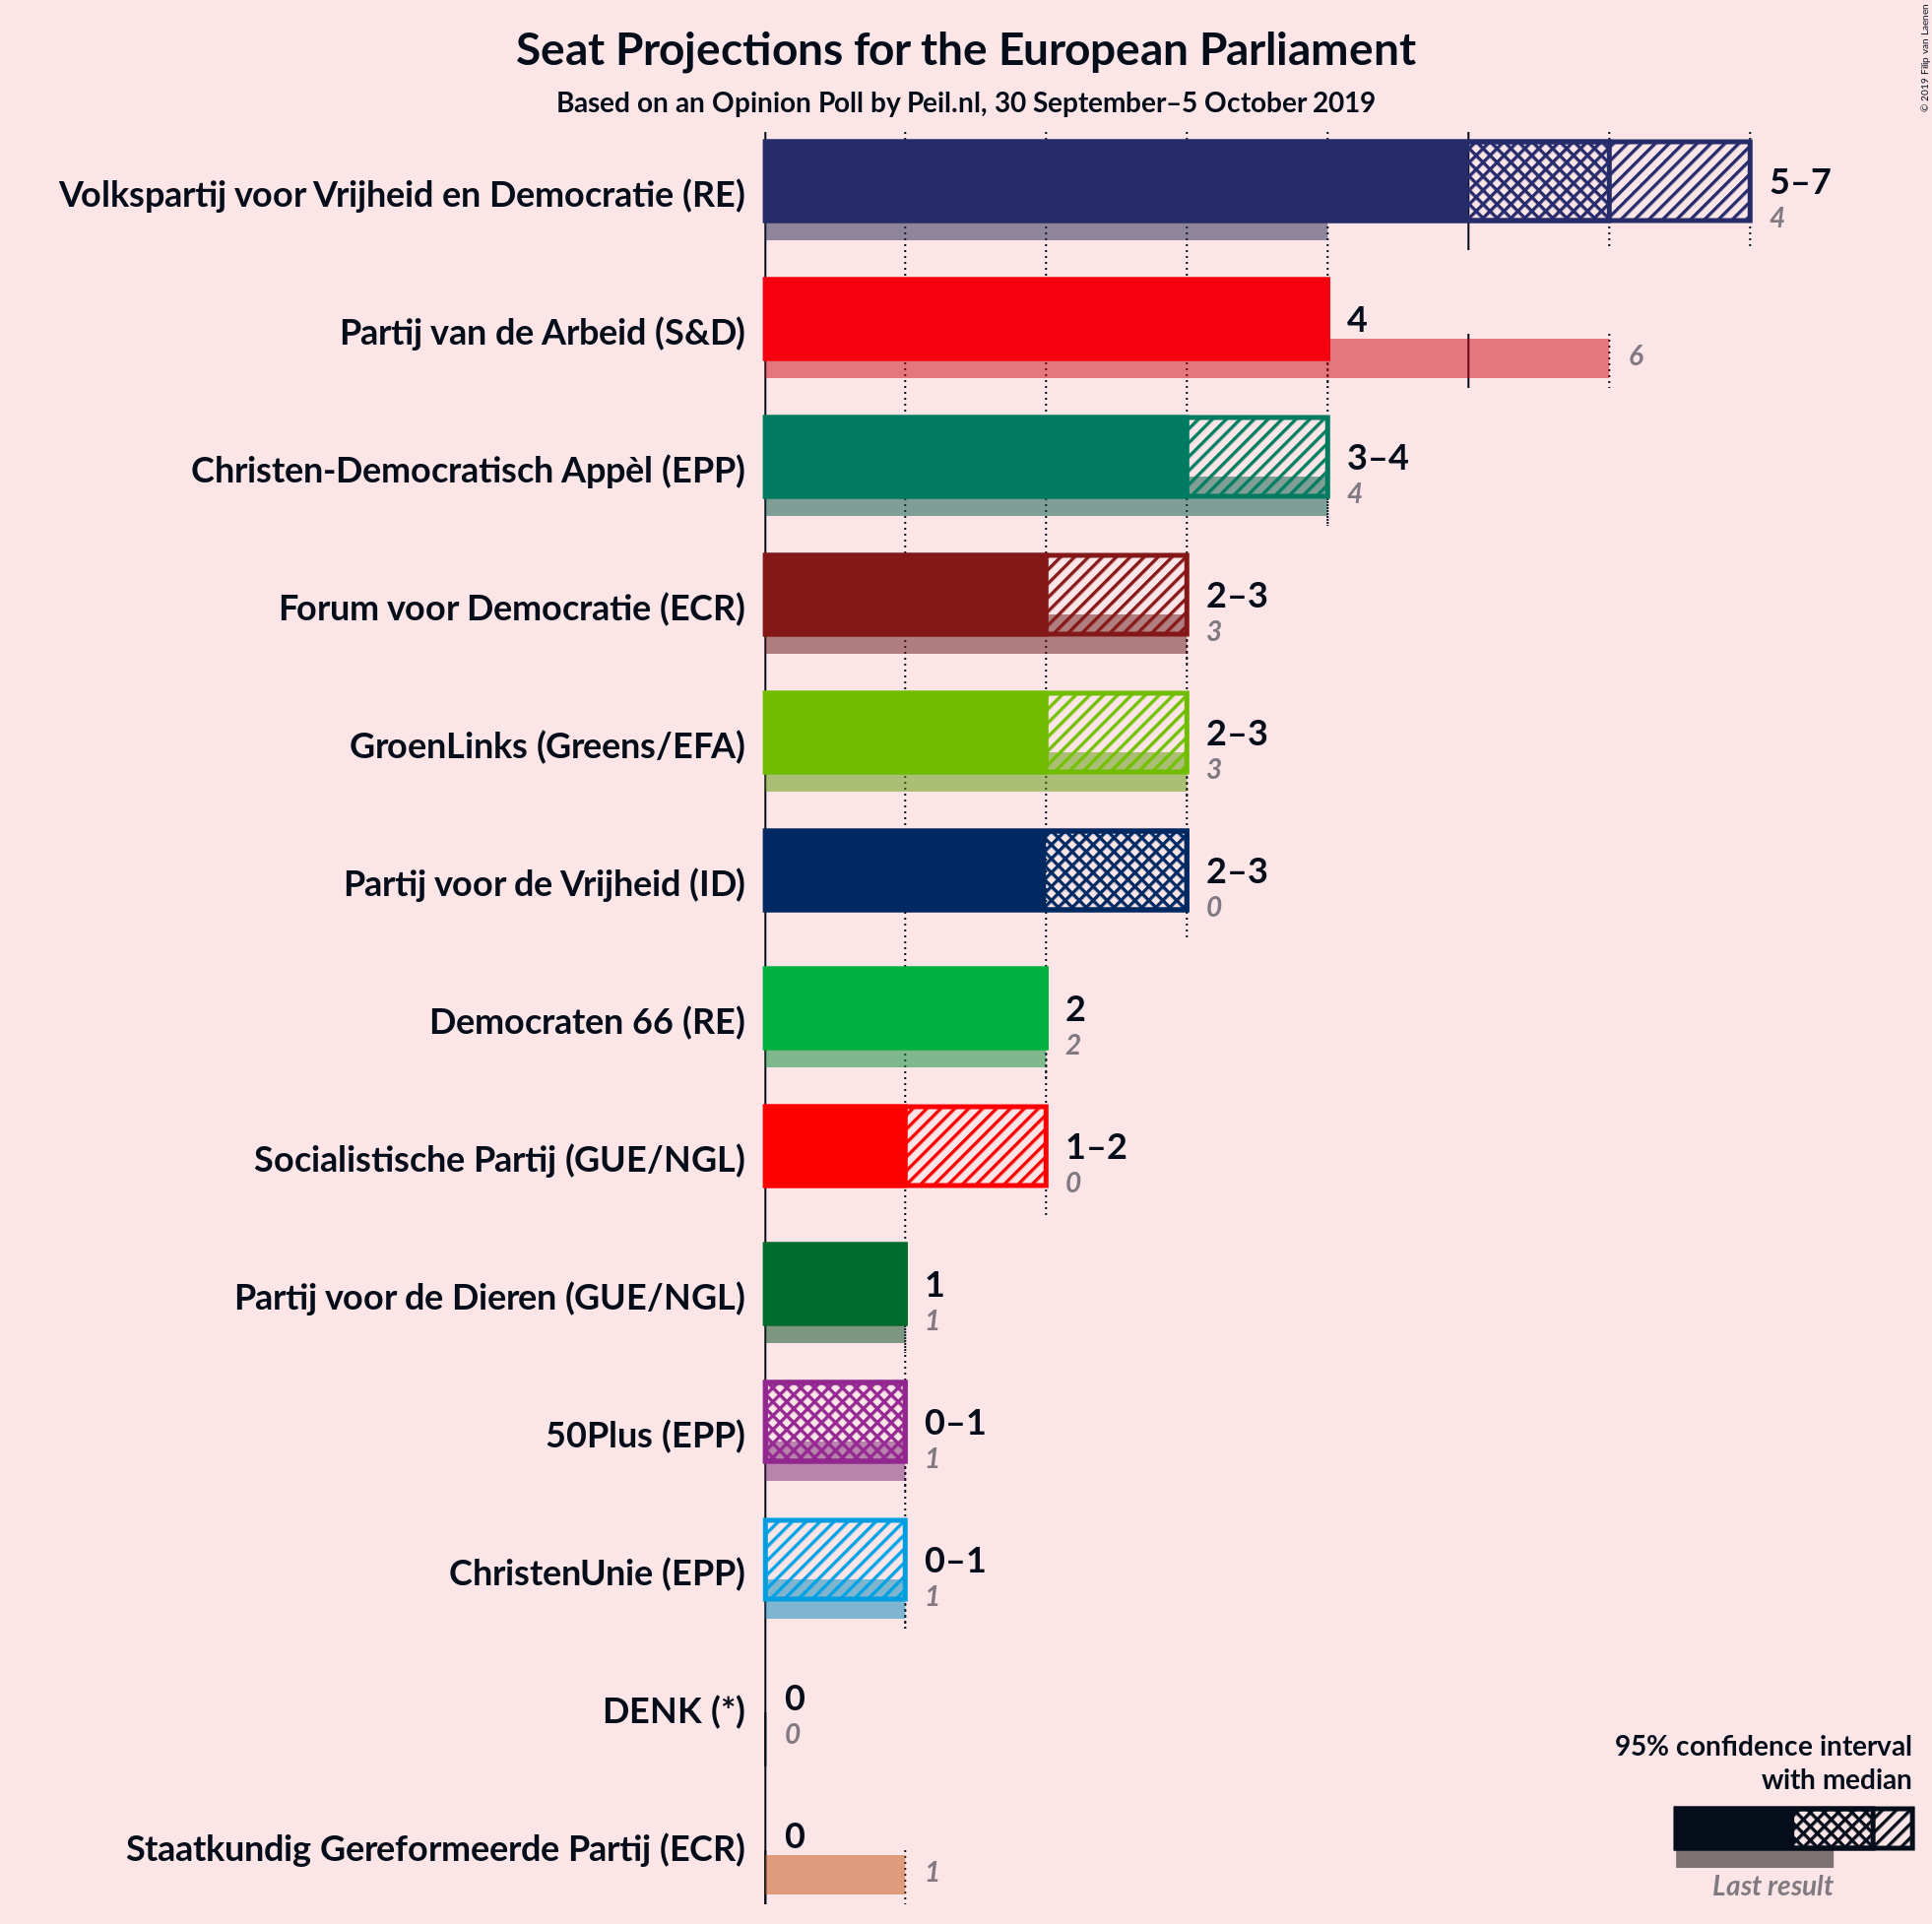 Seat Projections for the European Parliament
Based on an Opinion Poll by Peil.nl, 30 September–5 October 2019
© 2019 Filip van Laenen
Volkspartij voor Vrijheid en Democratie (RE)
5–7
4
Partij van de Arbeid (S&D)
4
6
Christen-Democratisch Appèl (EPP)
3–4
4
Forum voor Democratie (ECR)
2–3
3
GroenLinks (Greens/EFA)
2–3
3
Partij voor de Vrijheid (ID)
2–3
0
Democraten 66 (RE)
2
2
Socialistische Partij (GUE/NGL)
1–2
0
Partij voor de Dieren (GUE/NGL)
1
1
50Plus (EPP)
0–1
1
ChristenUnie (EPP)
0–1
1
DENK (*)
0
0
Staatkundig Gereformeerde Partij (ECR)
0
1
95% confidence interval
with median
Last result